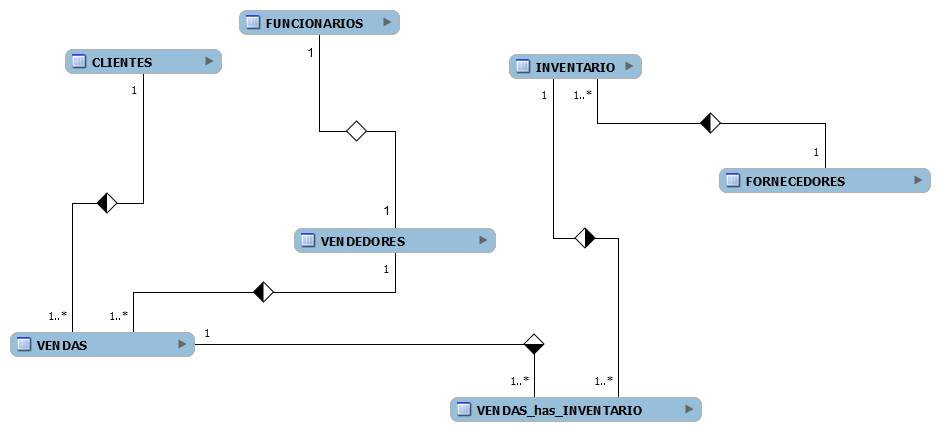 FUNCIONARIOS
CLIENTES
INVENTARIO
1
1
1
1..*
1
FORNECEDORES
1
VENDEDORES
1
1..*
1..*
1
VENDAS
1..*
1..*
VENDAS_has_INVENTARIO